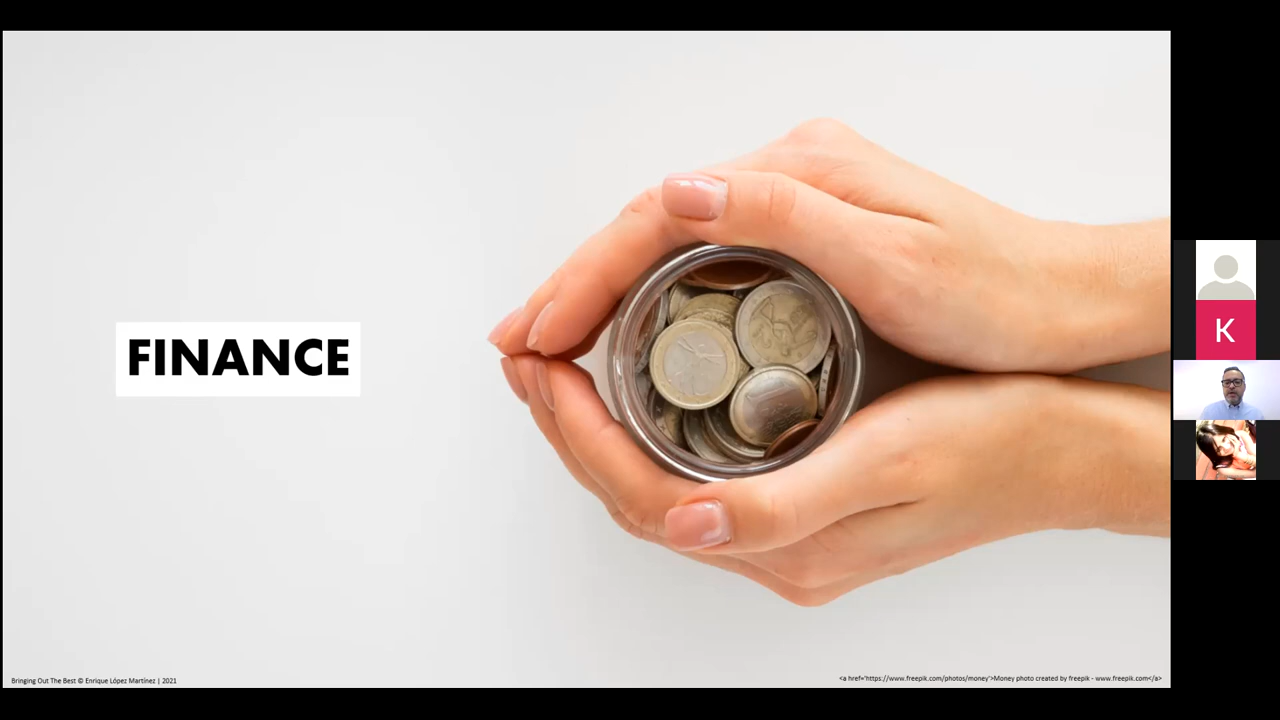 FINANCE
K
Bringing Out The Best © Enrique López Martínez | 2021
<a href='https://www.freepik.com/photos/money'>Money photo created by freepik - www.freepik.com</a>